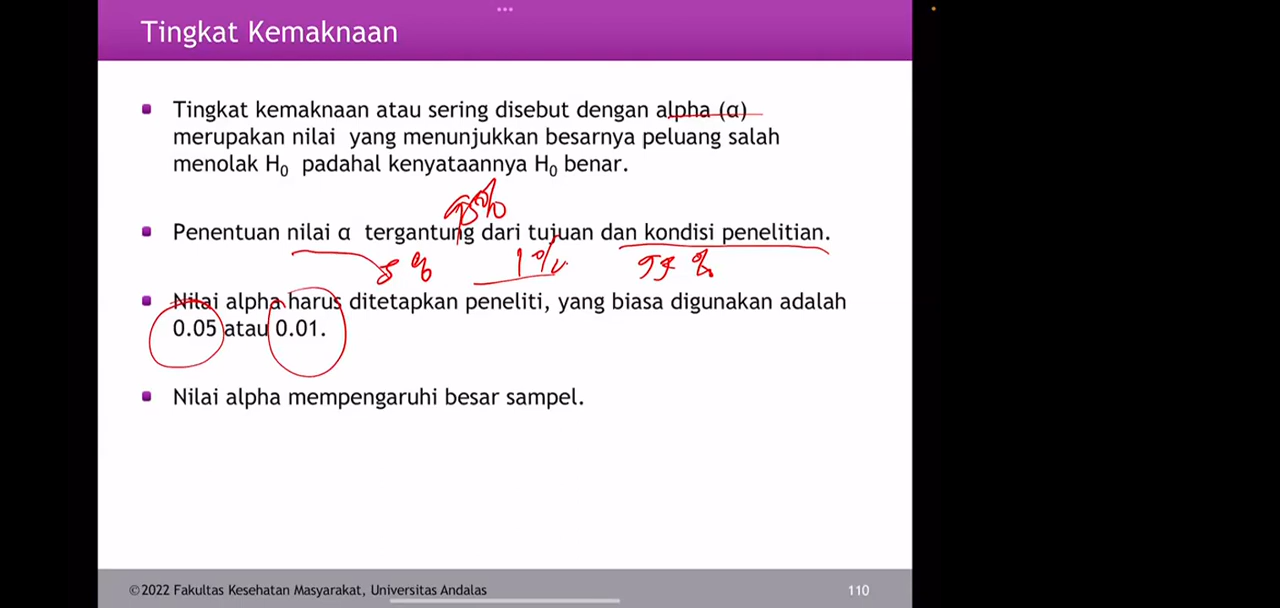 Tingkat Kemaknaan
Tingkat kemaknaan atau sering disebut dengan alpha (α)
merupakan nilai yang menunjukkan besarnya peluang salah
menolak H₀ padahal kenyataannya H₀ benar.
95%
Penentuan nilai α tergantung dari tujuan dan kondisi penelitian.
5 % 1% 99 %
Nilai alpha harus ditetapkan peneliti, yang biasa digunakan adalah
0.05 atau 0.01.
Nilai alpha mempengaruhi besar sampel.
©2022 Fakultas Kesehatan Masyarakat, Universitas Andalas 110